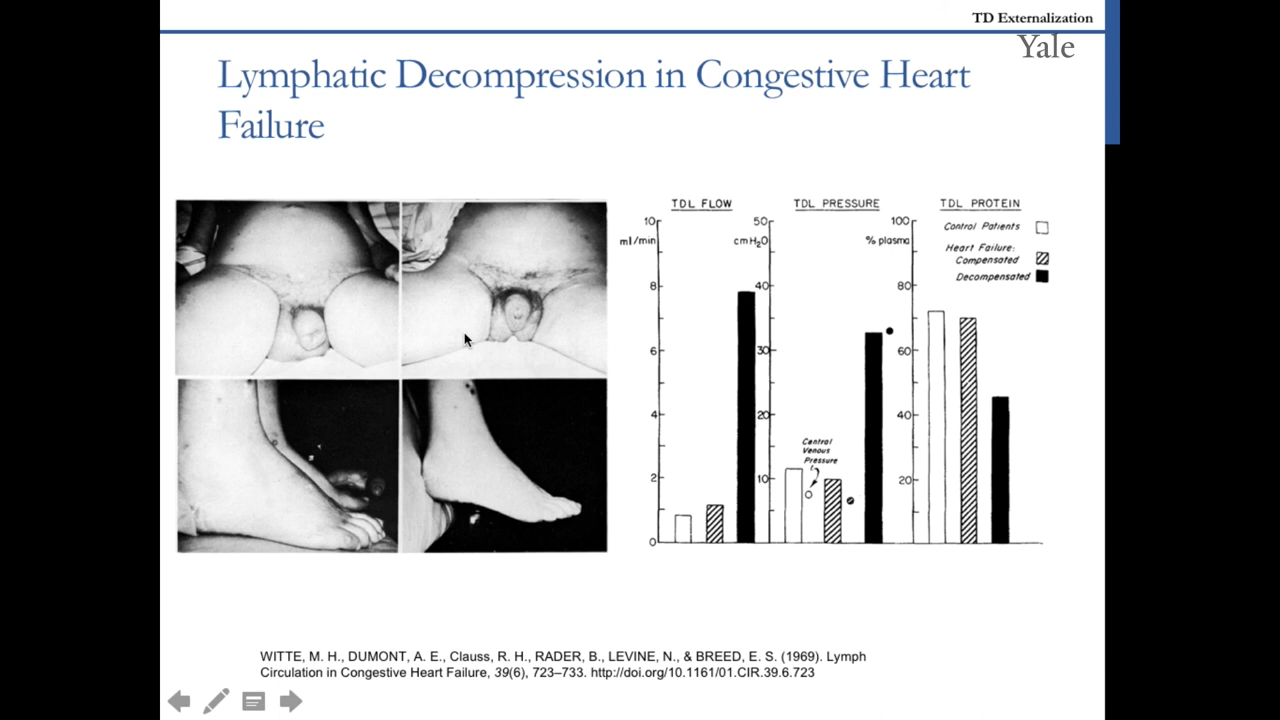 TD Externalization
Yale
Lymphatic Decompression in Congestive Heart
Failure
TDL FLOW
10
ml/min
8
6
4
2
0
TDL PRESSURE
50
cm H₂O
40
30
20
10
Central
Venous
Pressure
TDL PROTEIN
100
% plasma
80
60
40
20
Control Patients
Heart Failure:
Compensated
Decompensated
WITTE, M. H., DUMONT, A. E., Clauss, R. H., RADER, B., LEVINE, N., & BREED, E. S. (1969). Lymph
Circulation in Congestive Heart Failure, 39(6), 723–733. http://doi.org/10.1161/01.CIR.39.6.723